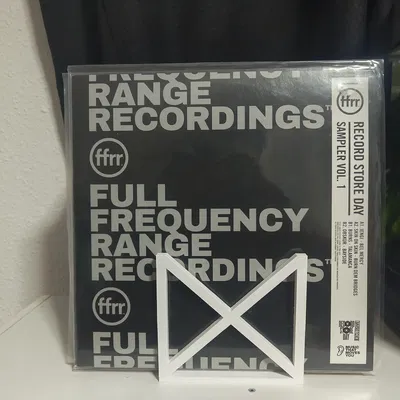 FREQUENCY
RANGE
RECORDINGS™
ffrr
FULL
FREQUENCY
RANGE
RECORDINGS™
ffrr
FULL
FREQUENCY
ffrr
RECORD STORE DAY
SAMPLER VOL. 1